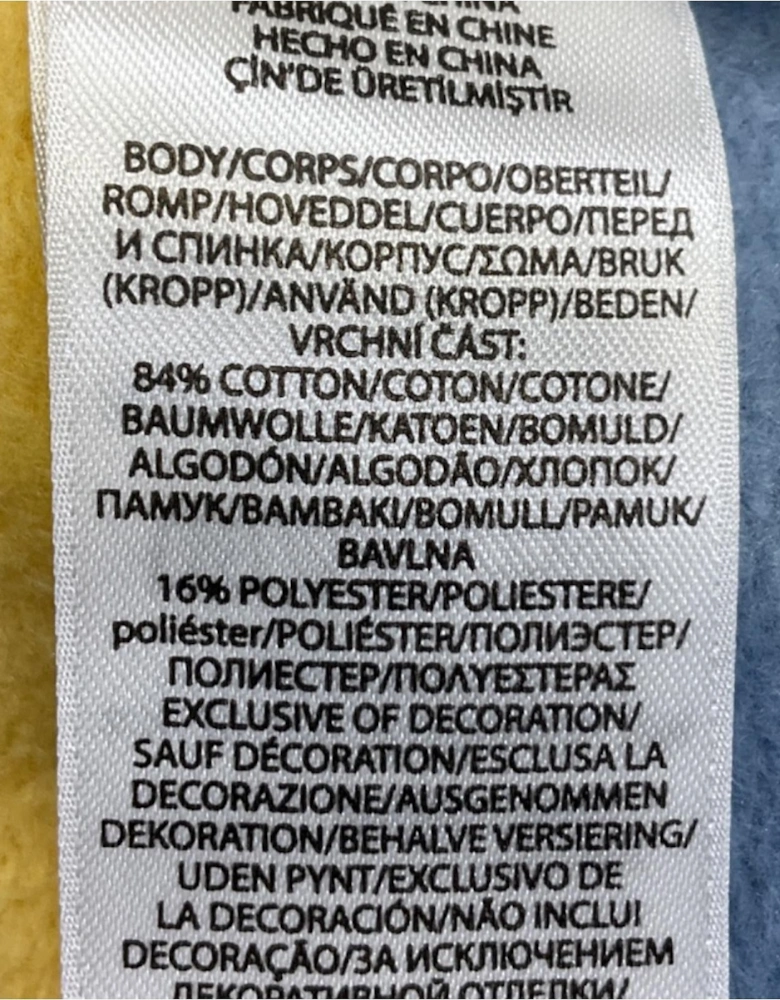 FABRIQUÉ EN CHINE
HECHO EN CHINA
ÇİN'DE ÜRETİLMİŞTİR
BODY/CORPS/CORPO/OBERTEIL/
ROMP/HOVEDDEL/CUERPO/ПЕРЕД
И СПИНКА/КОРПУС/ΣΩΜΑ/BRUK
(KROPP)/ANVÄND (KROPP)/BEDEN/
VRCHNÍ ČÁST:
84% COTTON/COTON/COTONE/
BAUMWOLLE/KATOEN/BOMULD/
ALGODÓN/ALGODÃO/ХЛОПОК/
ПАМУК/ΒΑΜΒΑΚΙ/BOMULL/PAMUK/
BAVLNA
16% POLYESTER/POLIESTERE/
poliéster/POLIÉSTER/ПОЛИЭСТЕР/
ПОЛИЕСТЕР/ΠΟΛΥΕΣΤΕΡΑΣ
EXCLUSIVE OF DECORATION/
SAUF DÉCORATION/ESCLUSA LA
DECORAZIONE/AUSGENOMMEN
DEKORATION/BEHALVE VERSIERING/
UDEN PYNT/EXCLUSIVO DE
LA DECORACIÓN/NÃO INCLUI
DECORAÇÃO/ЗА ИСКЛЮЧЕНИЕМ
ДЕКОРАТИВНОЙ ОТДЕЛКИ/